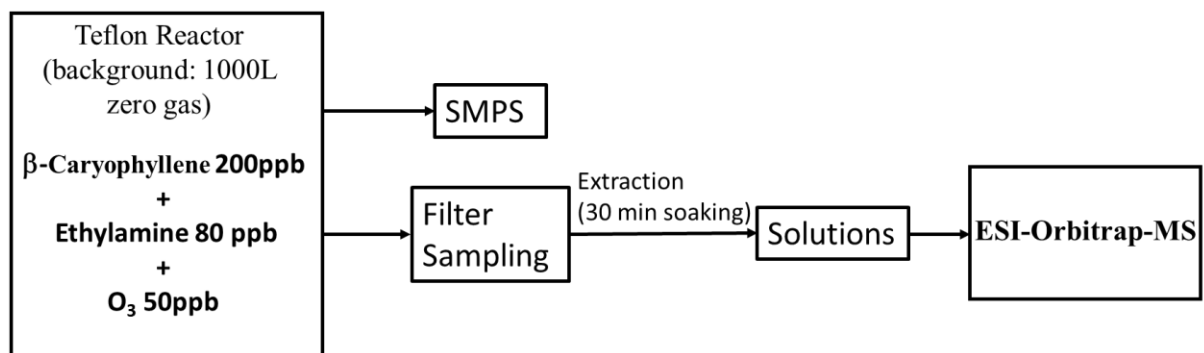 Teflon Reactor
(background: 1000L
zero gas)
β-Caryophyllene 200ppb
+
Ethylamine 80 ppb
+
O₃ 50ppb
SMPS
Filter
Sampling
Extraction
(30 min soaking)
Solutions
ESI-Orbitrap-MS